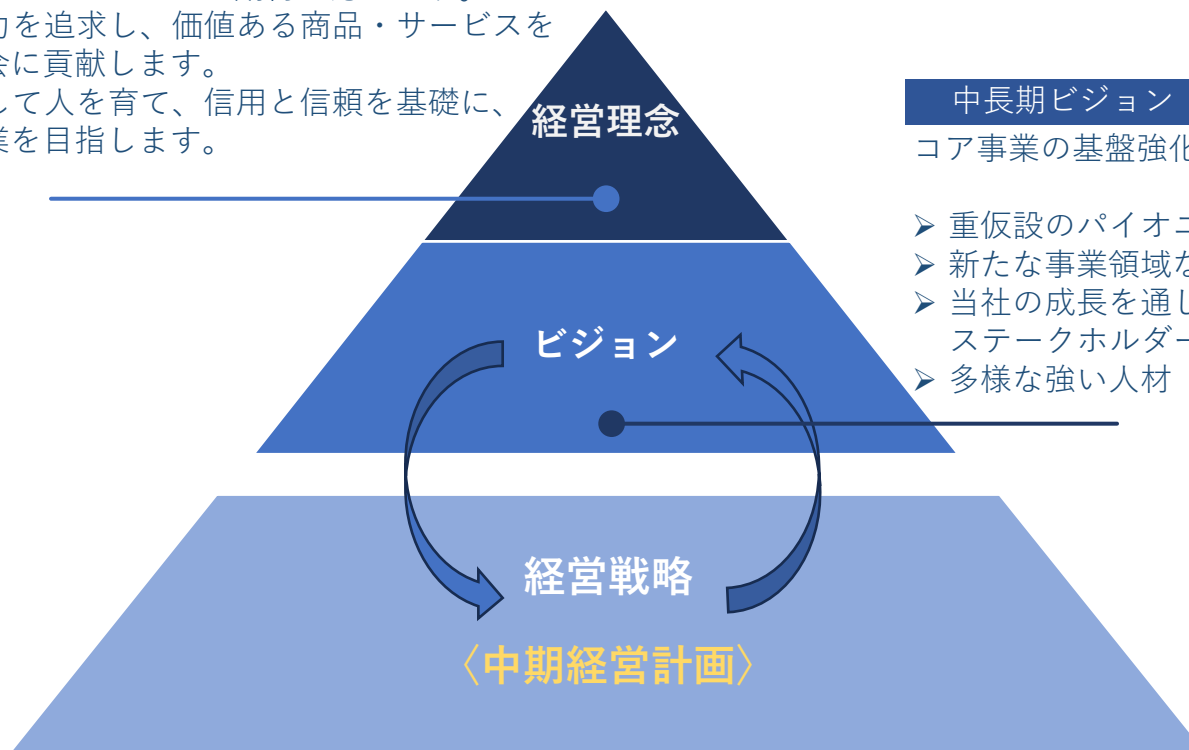 力を追求し、価値ある商品・サービスを
会に貢献します。
して人を育て、信用と信頼を基礎に、
業を目指します。
経営理念
中長期ビジョン
コア事業の基盤強化
➢ 重仮設のパイオニ
➢ 新たな事業領域な
➢ 当社の成長を通し
ステークホルダー
➢ 多様な強い人材
ビジョン
経営戦略
〈中期経営計画〉